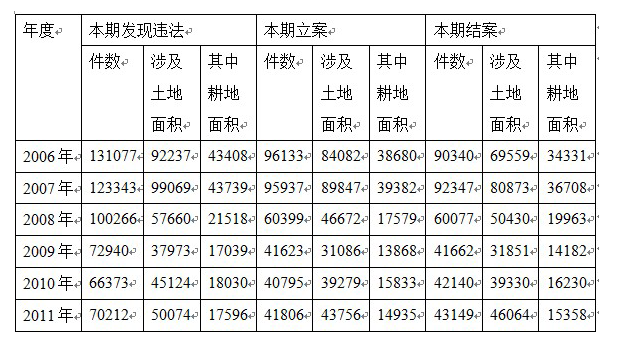 年度 本期发现违法 本期立案 本期结案
件数 涉及土地面积 其中耕地面积 件数 涉及土地面积 其中耕地面积 件数 涉及土地面积 其中耕地面积
2006年 131077 92237 43408 96133 84082 38680 90340 69559 34331
2007年 123343 99069 43739 95937 89847 39382 92347 80873 36708
2008年 100266 57660 21518 60399 46672 17579 60077 50430 19963
2009年 72940 37973 17039 41623 31086 13868 41662 31851 14182
2010年 66373 45124 18030 40795 39279 15833 42140 39330 16230
2011年 70212 50074 17596 41806 43756 14935 43149 46064 15358